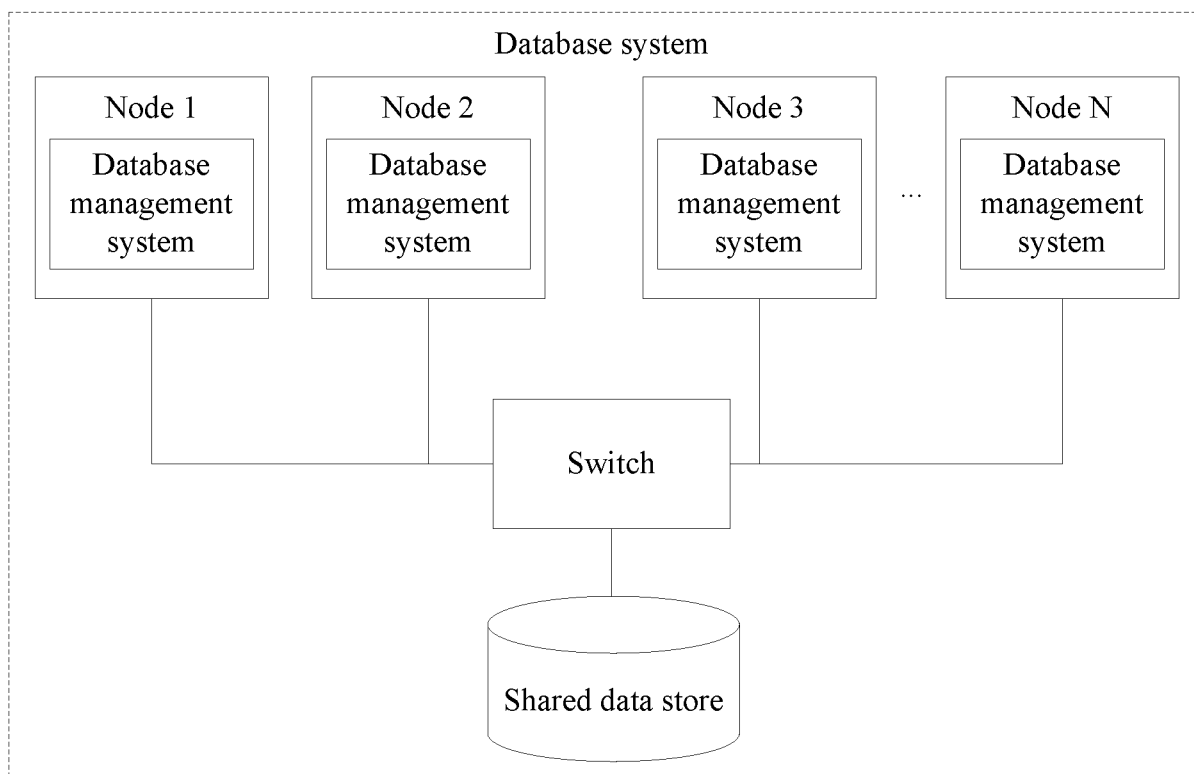 Database system
Node 1
Database
management
system
Node 2
Database
management
system
Node 3
Database
management
system
...
Node N
Database
management
system
Switch
Shared data store